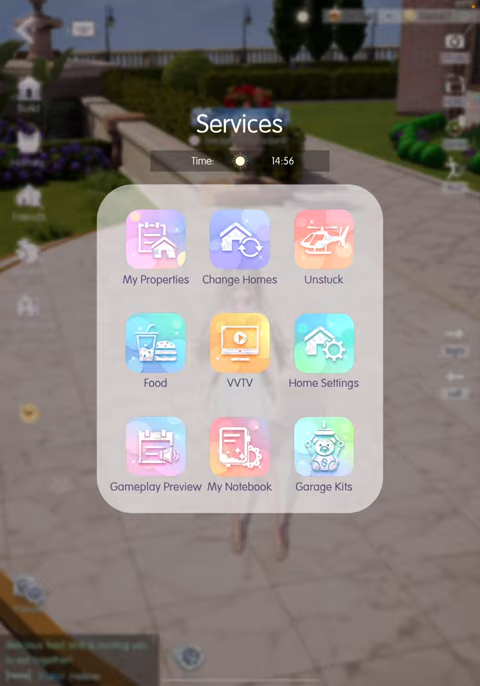 Services
Time: 14:56
My Properties Change Homes Unstuck
Food VVTV Home Settings
Gameplay Preview My Notebook Garage Kits